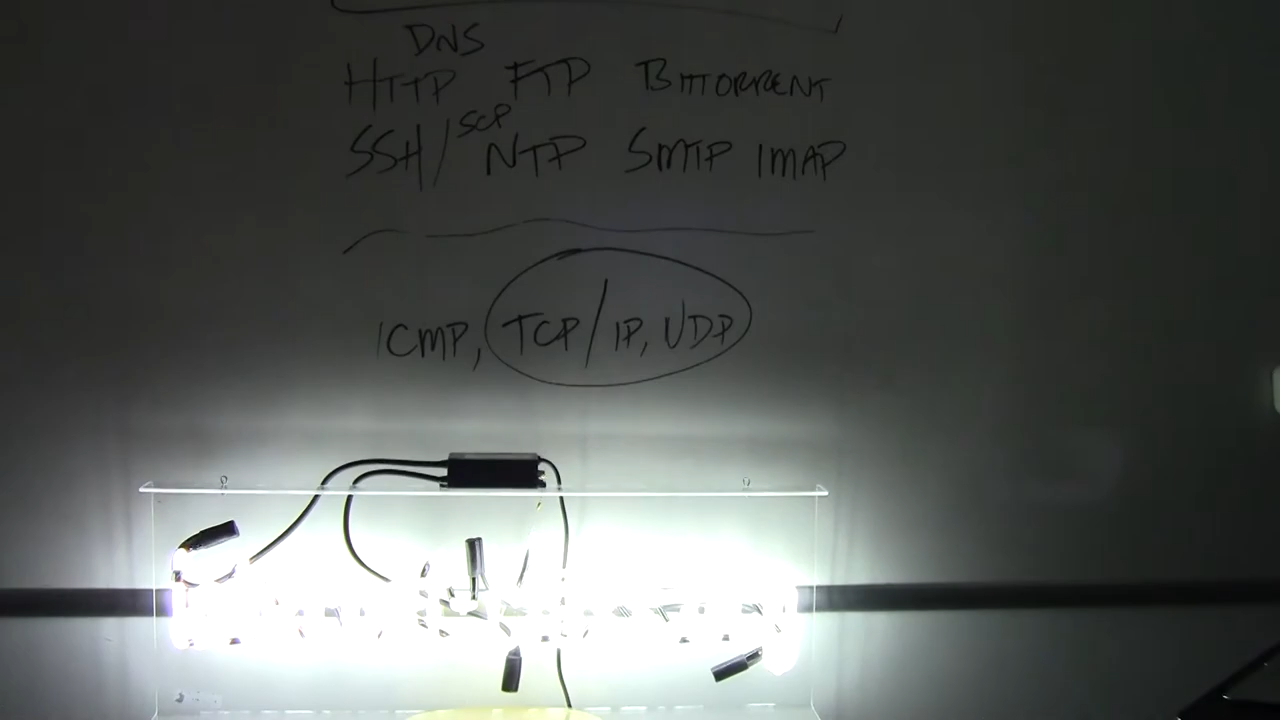 DNS
HTTP FTP BITTORRENT
SSH/SCP NTP SMTP IMAP
ICMP, TCP/IP, UDP